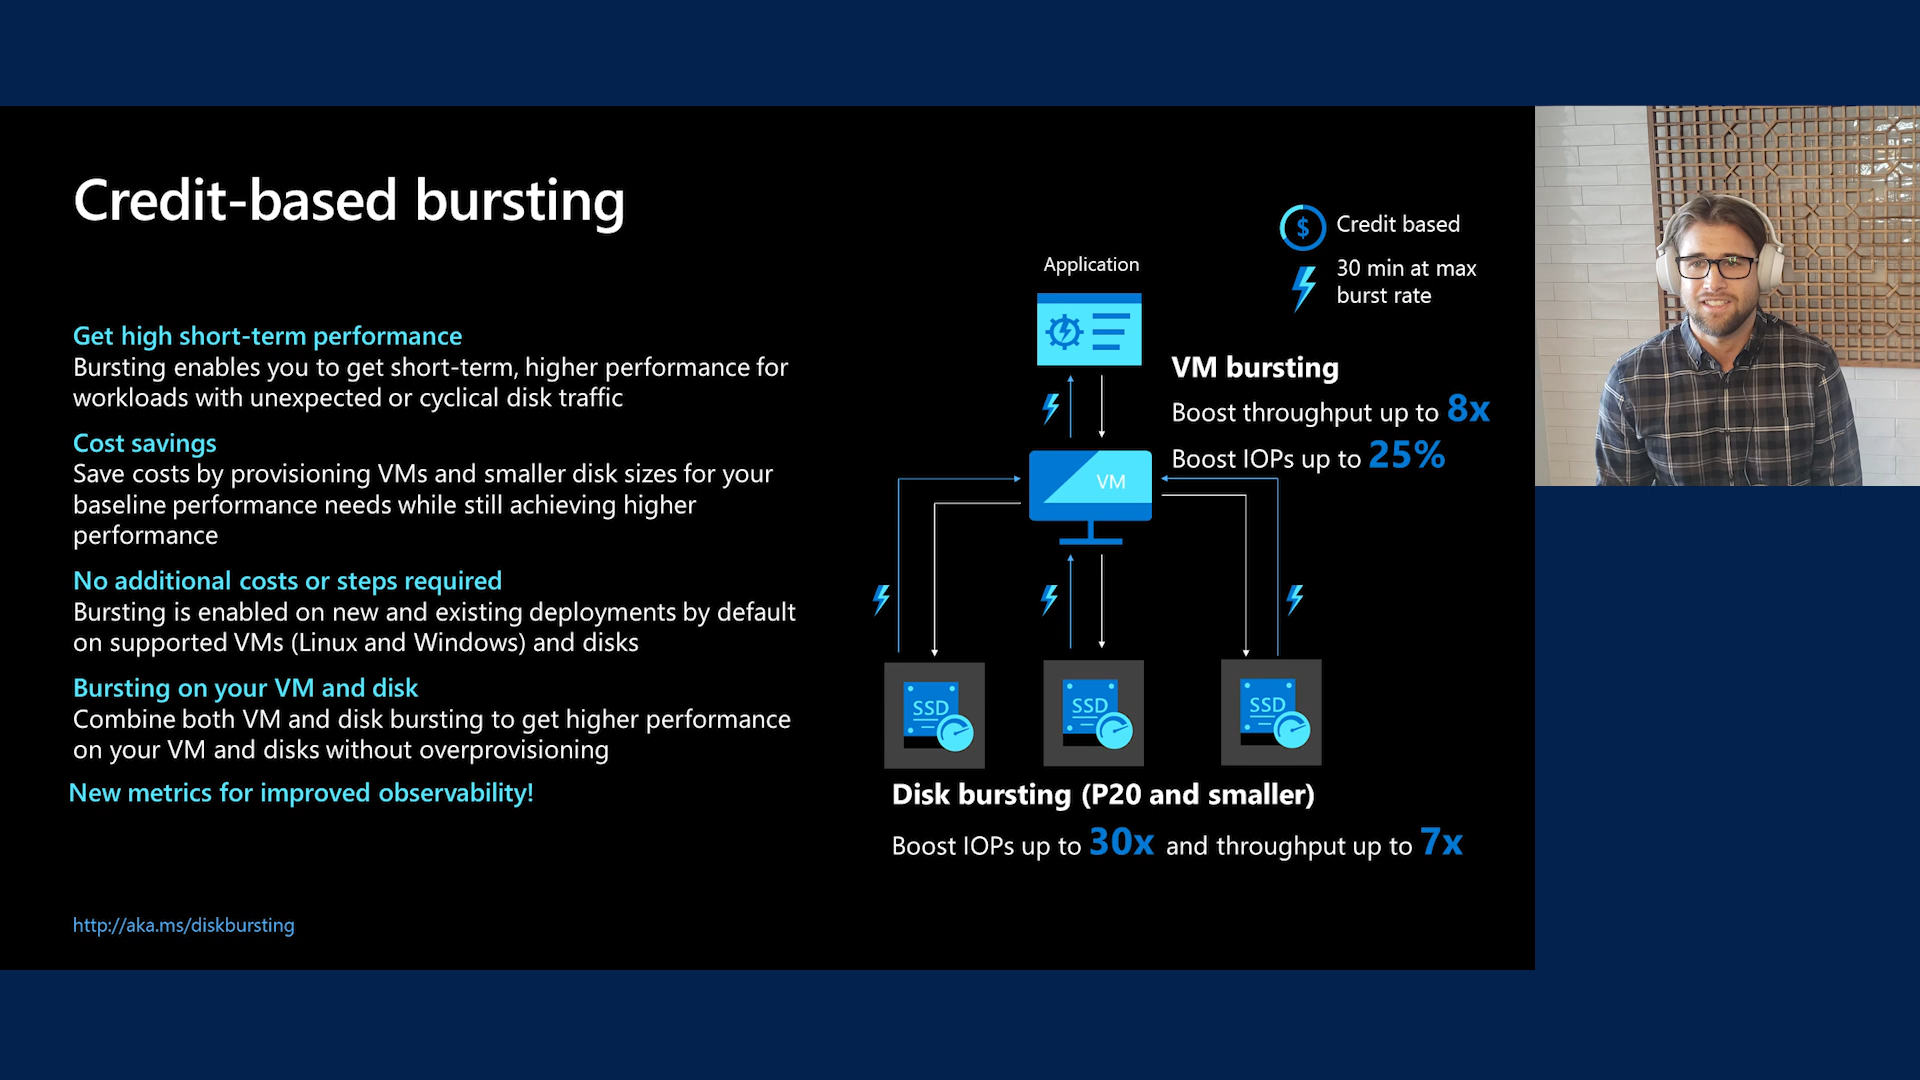 Credit-based bursting
Get high short-term performance
Bursting enables you to get short-term, higher performance for
workloads with unexpected or cyclical disk traffic
Cost savings
Save costs by provisioning VMs and smaller disk sizes for your
baseline performance needs while still achieving higher
performance
No additional costs or steps required
Bursting is enabled on new and existing deployments by default
on supported VMs (Linux and Windows) and disks
Bursting on your VM and disk
Combine both VM and disk bursting to get higher performance
on your VM and disks without overprovisioning
New metrics for improved observability!
http://aka.ms/diskbursting
$ Credit based
30 min at max
burst rate
Application
VM bursting
Boost throughput up to 8x
Boost IOPs up to 25%
VM
SSD
SSD
SSD
Disk bursting (P20 and smaller)
Boost IOPs up to 30x and throughput up to 7x